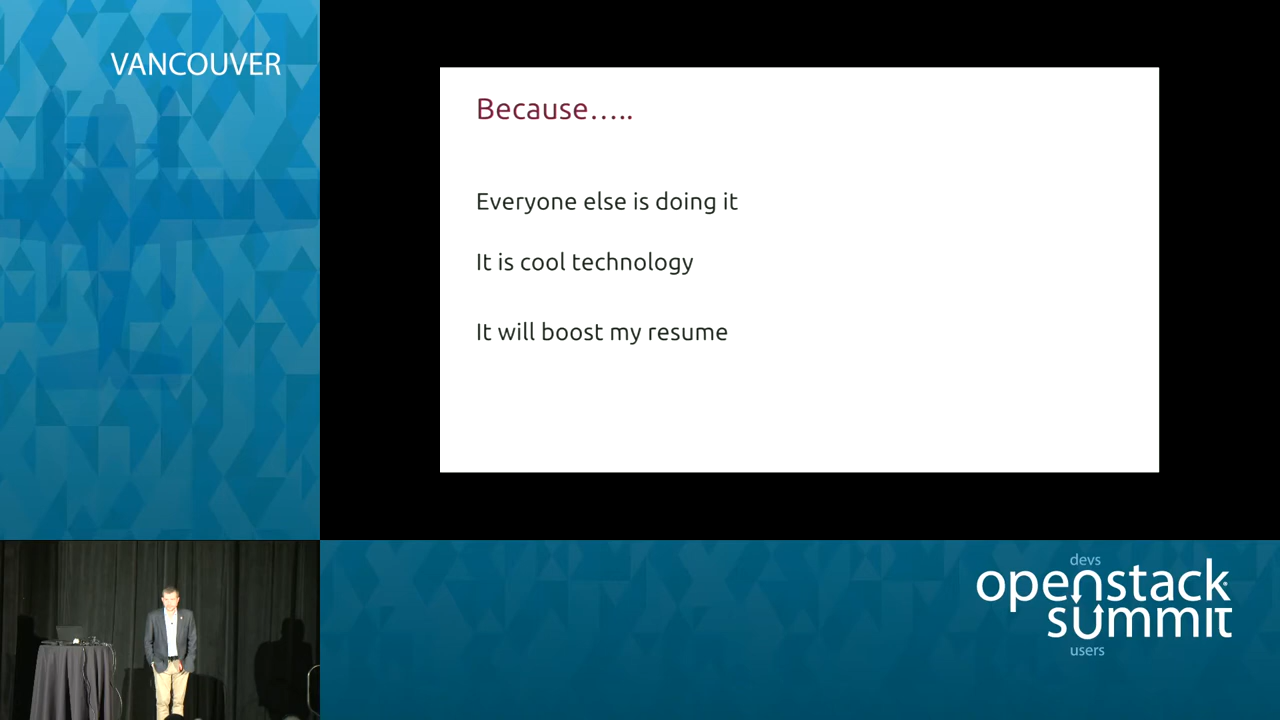 VANCOUVER
Because.....
Everyone else is doing it
It is cool technology
It will boost my resume
devs
openstack
summit
users